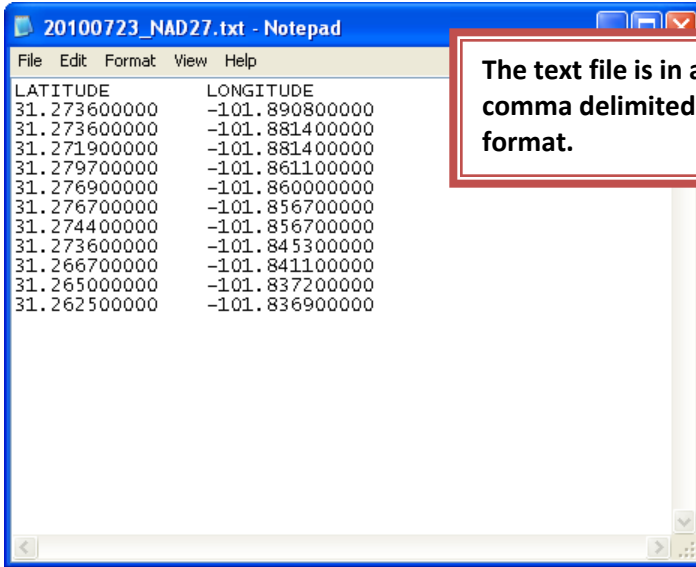 20100723_NAD27.txt - Notepad
File Edit Format View Help
The text file is in a
comma delimited
format.
LATITUDE LONGITUDE
31.273600000 -101.890800000
31.273600000 -101.881400000
31.271900000 -101.881400000
31.279700000 -101.861100000
31.276900000 -101.860000000
31.276700000 -101.856700000
31.274400000 -101.856700000
31.273600000 -101.845300000
31.266700000 -101.841100000
31.265000000 -101.837200000
31.262500000 -101.836900000